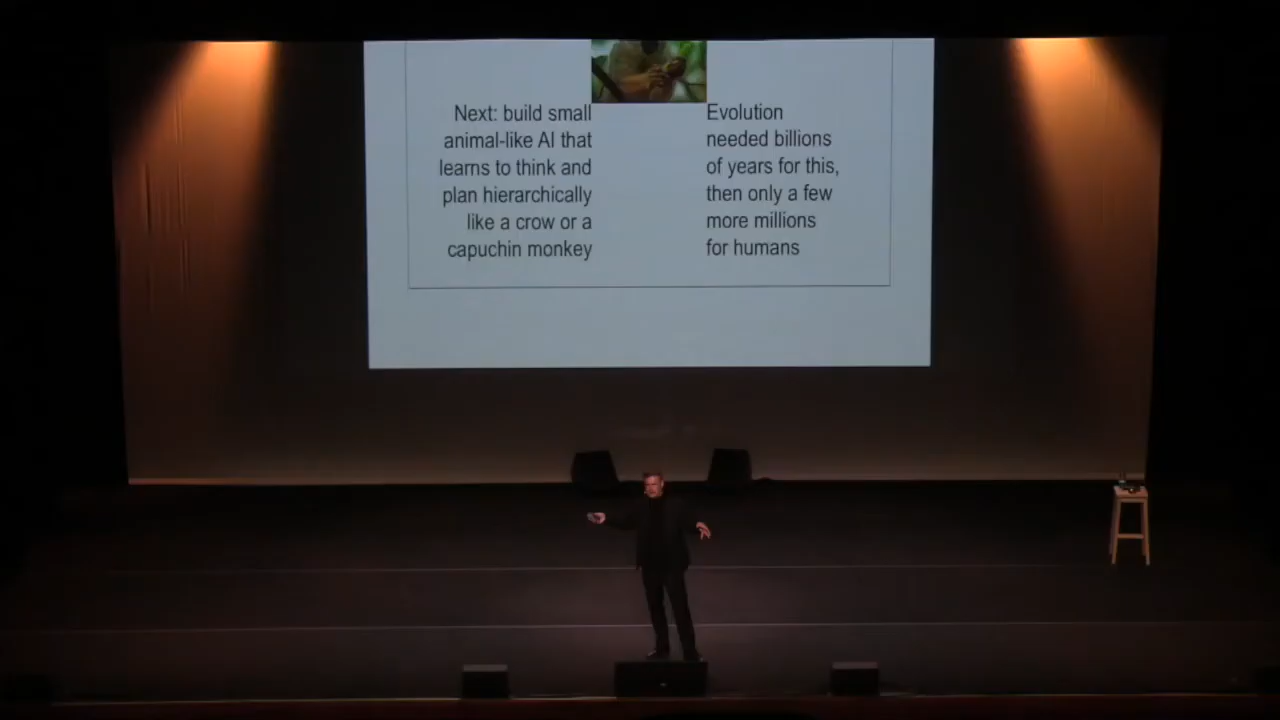 Next: build small
animal-like AI that
learns to think and
plan hierarchically
like a crow or a
capuchin monkey
Evolution
needed billions
of years for this,
then only a few
more millions
for humans